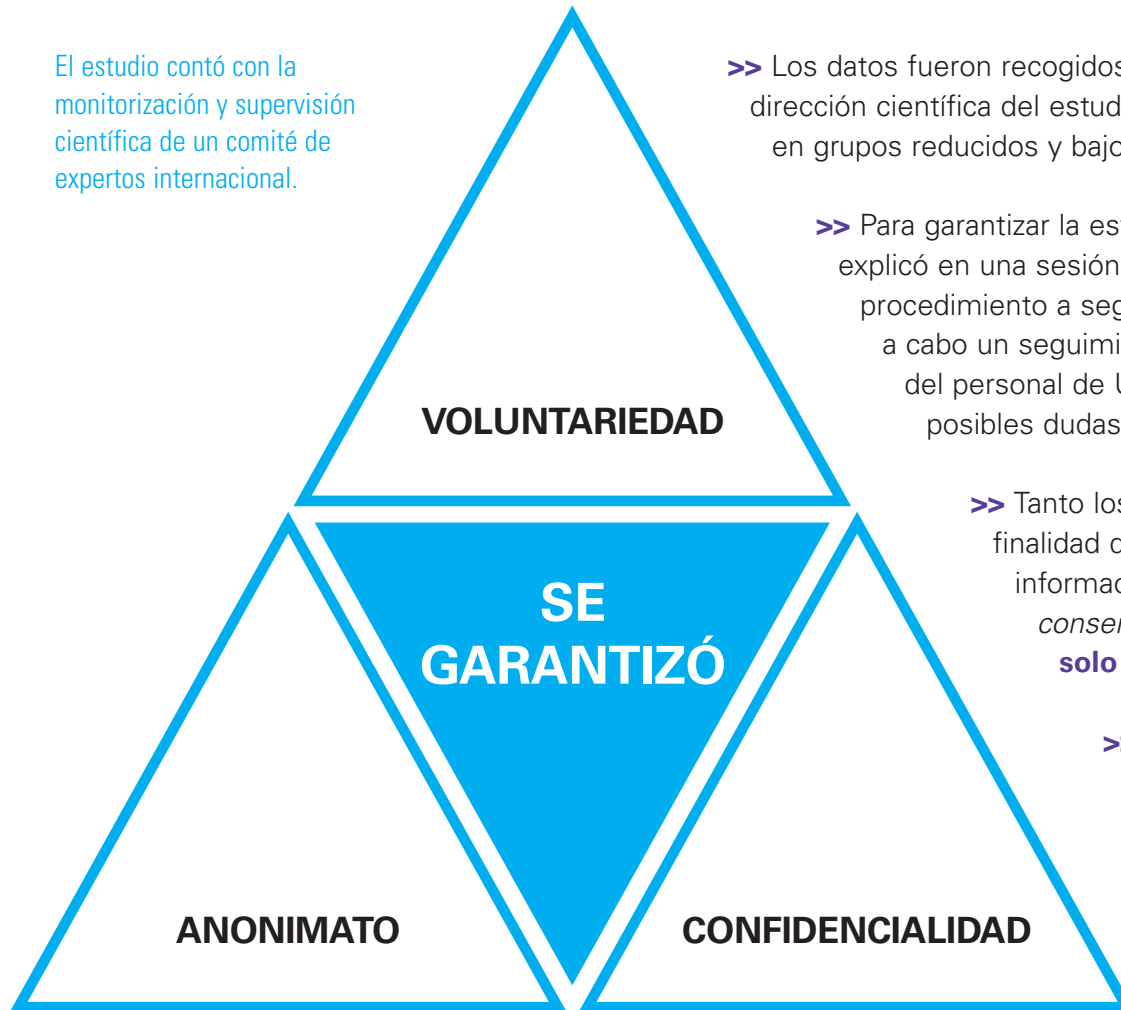 El estudio contó con la
monitorización y supervisión
científica de un comité de
expertos internacional.
>> Los datos fueron recogidos
dirección científica del estud
en grupos reducidos y bajo
>> Para garantizar la es
explicó en una sesión
procedimiento a seg
a cabo un seguimi
del personal de
posibles dudas
>> Tanto los
finalidad d
informac
conser
solo
>>
VOLUNTARIEDAD
SE
GARANTIZÓ
ANONIMATO
CONFIDENCIALIDAD